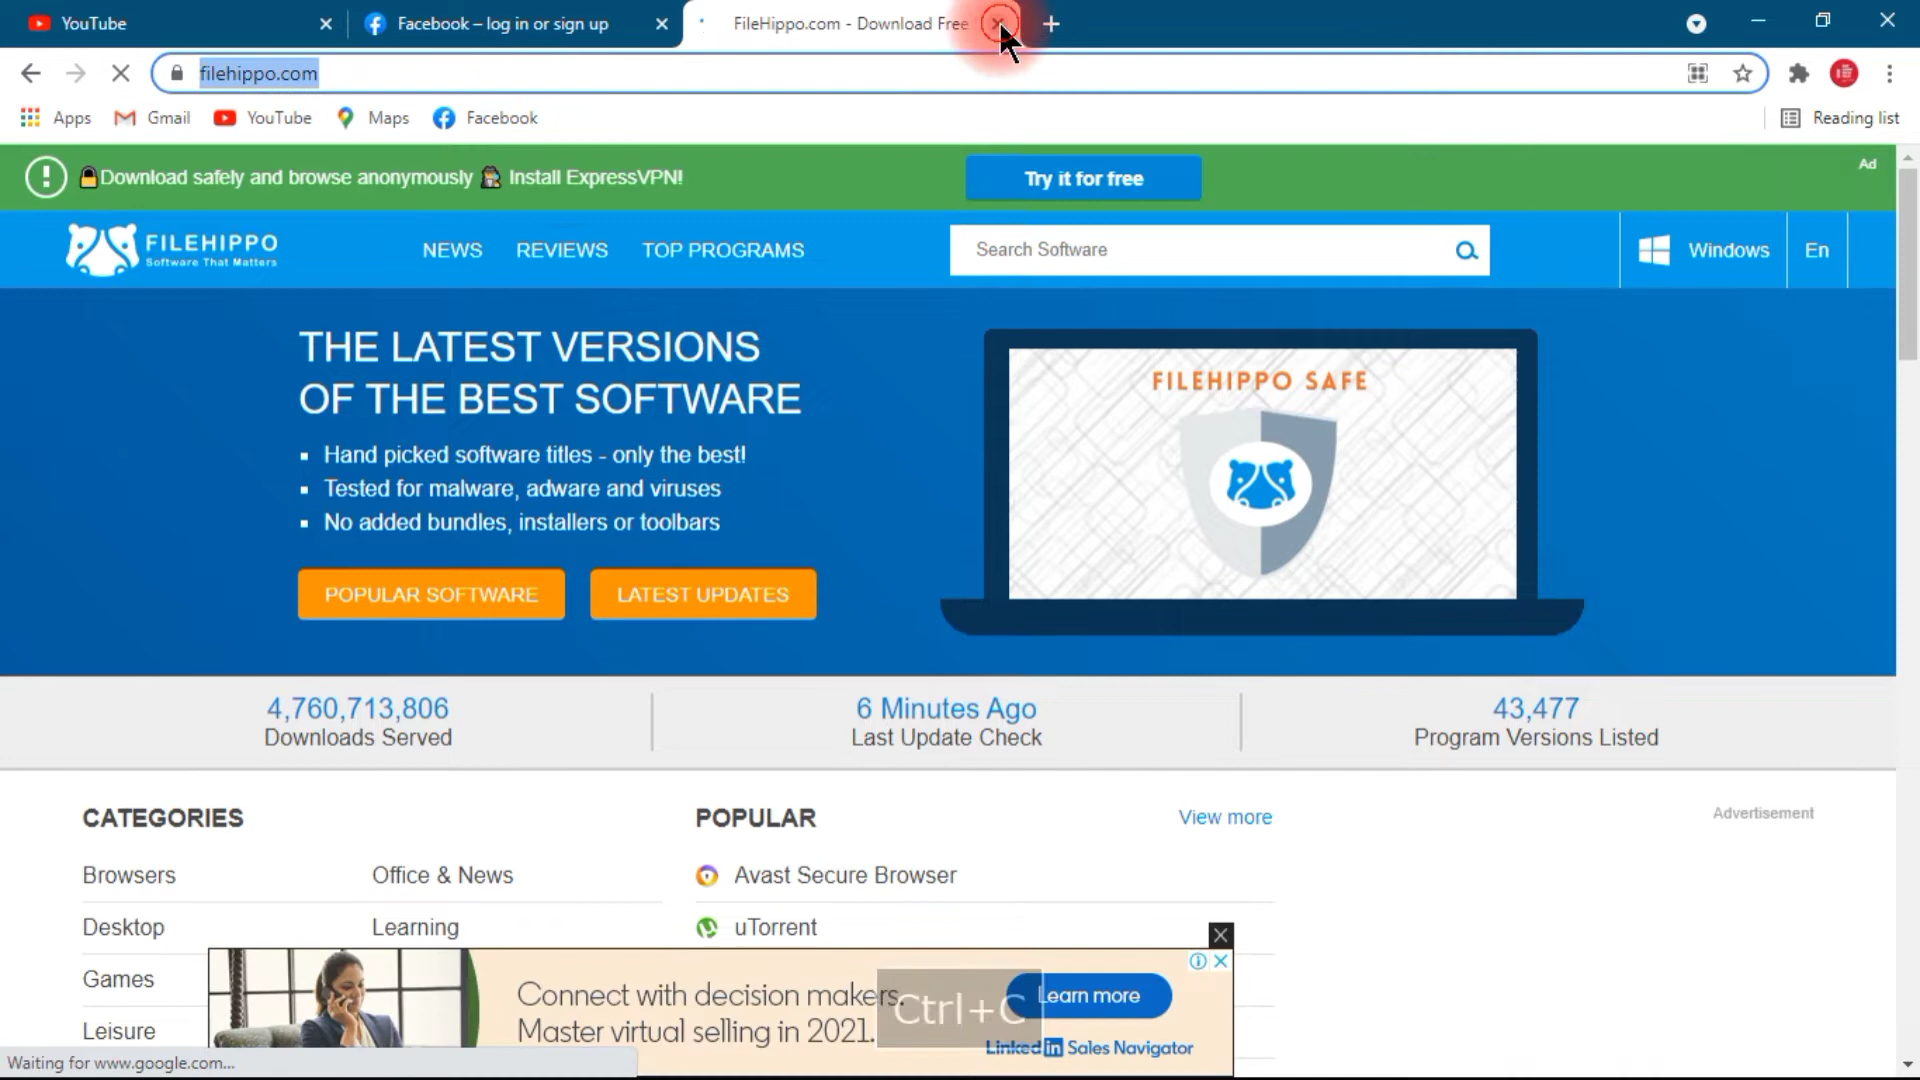 YouTube
Facebook – log in or sign up
FileHippo.com - Download Free
filehippo.com
Apps
Gmail
YouTube
Maps
Facebook
Reading list
Download safely and browse anonymously Install ExpressVPN!
Try it for free
Ad
FILEHIPPO
Software That Matters
NEWS
REVIEWS
TOP PROGRAMS
Search Software
Windows
En
THE LATEST VERSIONS
OF THE BEST SOFTWARE
FILEHIPPO SAFE
Hand picked software titles - only the best!
Tested for malware, adware and viruses
No added bundles, installers or toolbars
POPULAR SOFTWARE
LATEST UPDATES
4,760,713,806
Downloads Served
6 Minutes Ago
Last Update Check
43,477
Program Versions Listed
CATEGORIES
POPULAR
View more
Advertisement
Browsers
Office & News
Avast Secure Browser
Desktop
Learning
uTorrent
Games
Leisure
Connect with decision makers.
Master virtual selling in 2021.
Ctrl+C
Learn more
Linked in Sales Navigator
Waiting for www.google.com...